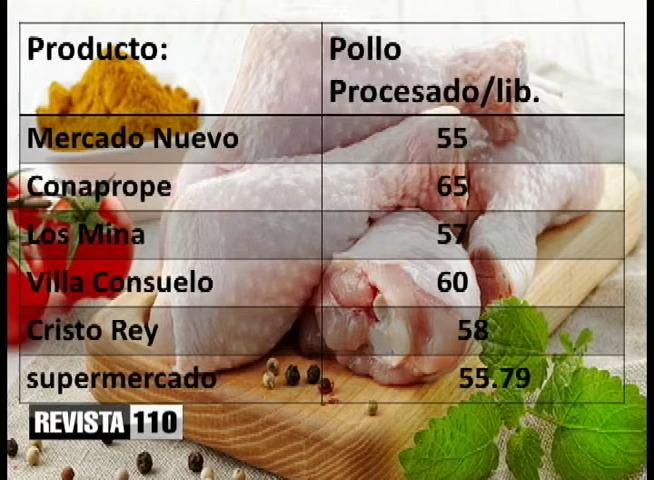 Producto: Pollo
Procesado/lib.
Mercado Nuevo 55
Conaprope 65
Los Mina 57
Villa Consuelo 60
Cristo Rey 58
supermercado 55.79
REVISTA 110